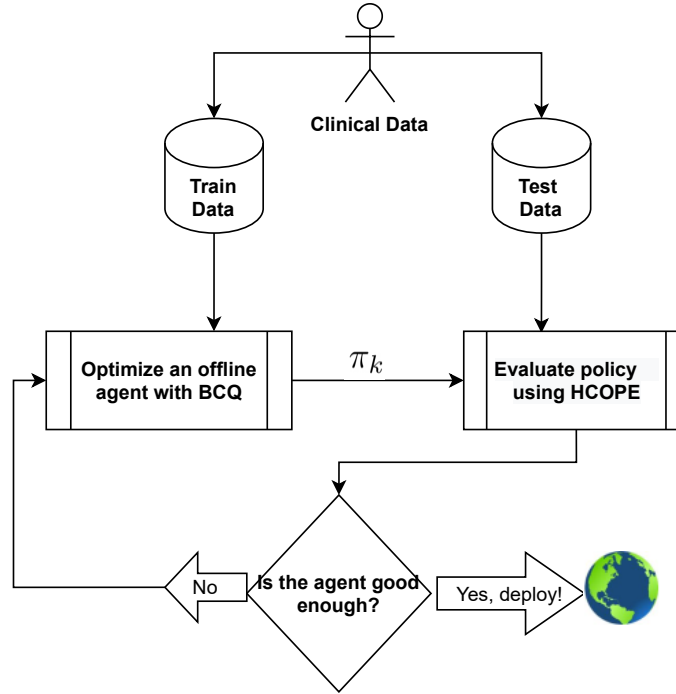 Clinical Data
Train
Data
Test
Data
Optimize an offline
agent with BCQ
π_k
Evaluate policy
using HCOPE
Is the agent good
enough?
No
Yes, deploy!